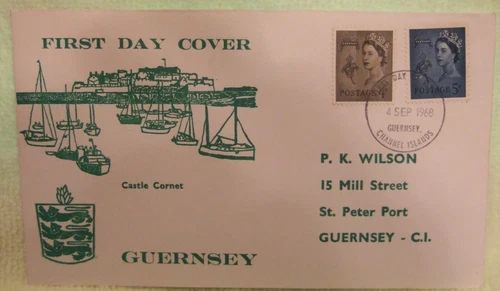 FIRST DAY COVER
POSTAGE 4D
POSTAGE 5D
DAY
4 SEP 1968
GUERNSEY,
CHANNEL ISLANDS
Castle Cornet
P. K. WILSON
15 Mill Street
St. Peter Port
GUERNSEY - C.I.
GUERNSEY